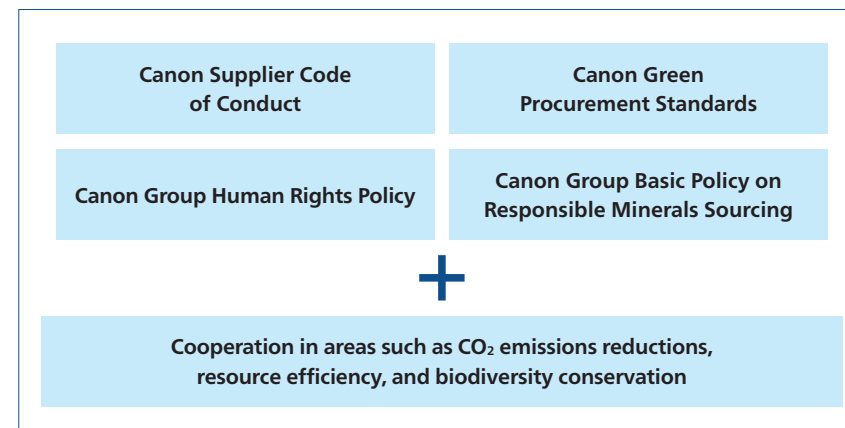 Canon Supplier Code
of Conduct
Canon Green
Procurement Standards
Canon Group Human Rights Policy
Canon Group Basic Policy on
Responsible Minerals Sourcing
+
Cooperation in areas such as CO₂ emissions reductions,
resource efficiency, and biodiversity conservation